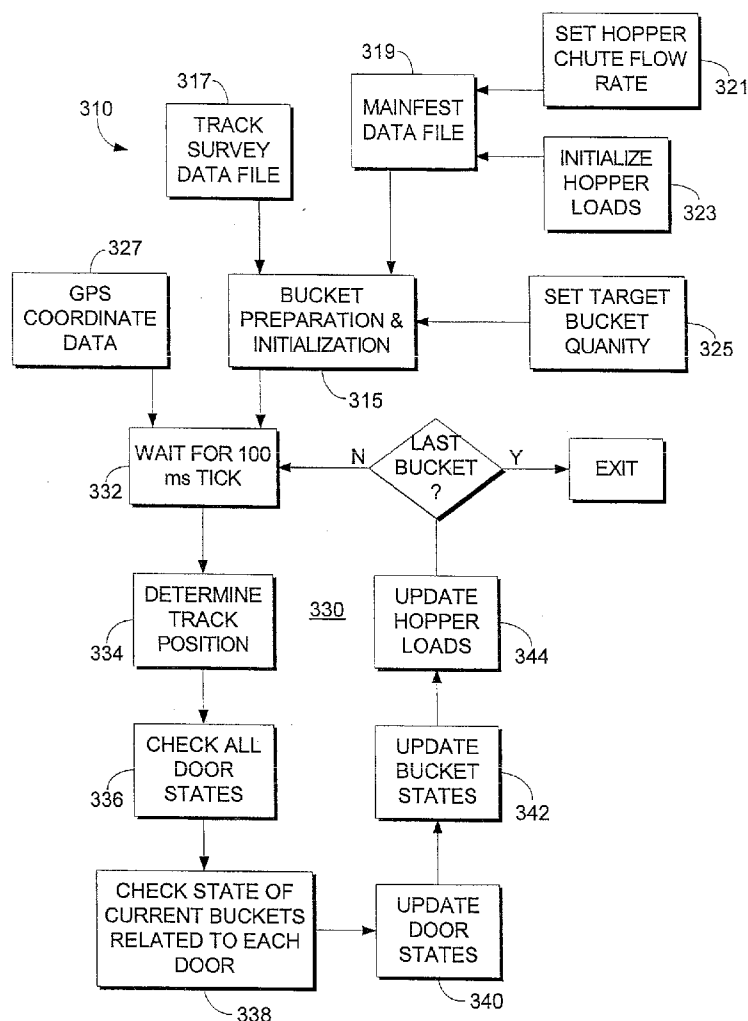 SET HOPPER
CHUTE FLOW
RATE
321
319
MAINFEST
DATA FILE
317
TRACK
SURVEY
DATA FILE
310
INITIALIZE
HOPPER
LOADS
323
327
GPS
COORDINATE
DATA
BUCKET
PREPARATION &
INITIALIZATION
315
SET TARGET
BUCKET
QUANITY
325
WAIT FOR 100
ms TICK
332
N
LAST
BUCKET
?
Y
EXIT
DETERMINE
TRACK
POSITION
334
330
UPDATE
HOPPER
LOADS
344
CHECK ALL
DOOR
STATES
336
UPDATE
BUCKET
STATES
342
CHECK STATE OF
CURRENT BUCKETS
RELATED TO EACH
DOOR
338
UPDATE
DOOR
STATES
340